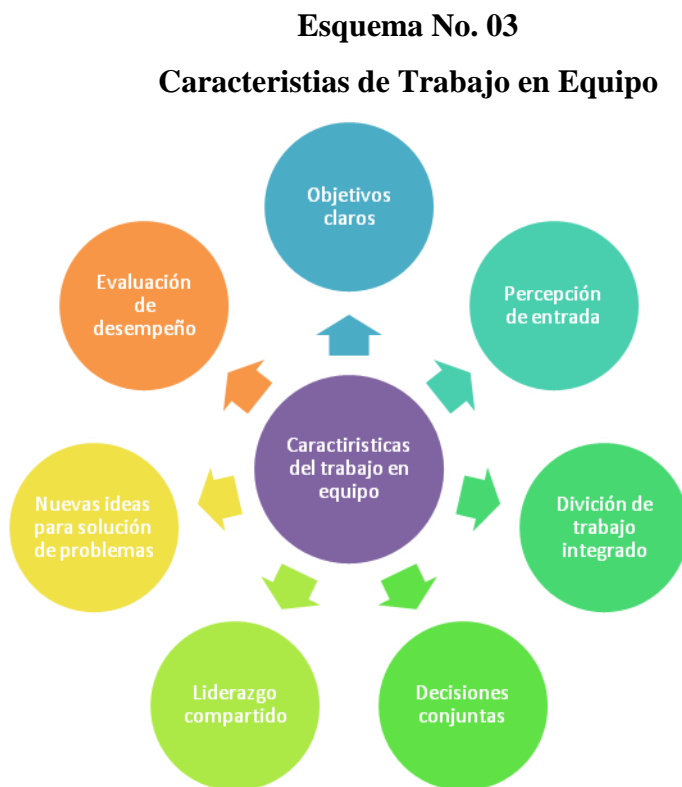 Esquema No. 03
Caracteristias de Trabajo en Equipo
Objetivos
claros
Percepción
de entrada
Divición de
trabajo
integrado
Decisiones
conjuntas
Liderazgo
compartido
Nuevas ideas
para solución
de problemas
Evaluación
de
desempeño
Caractiristicas
del trabajo en
equipo